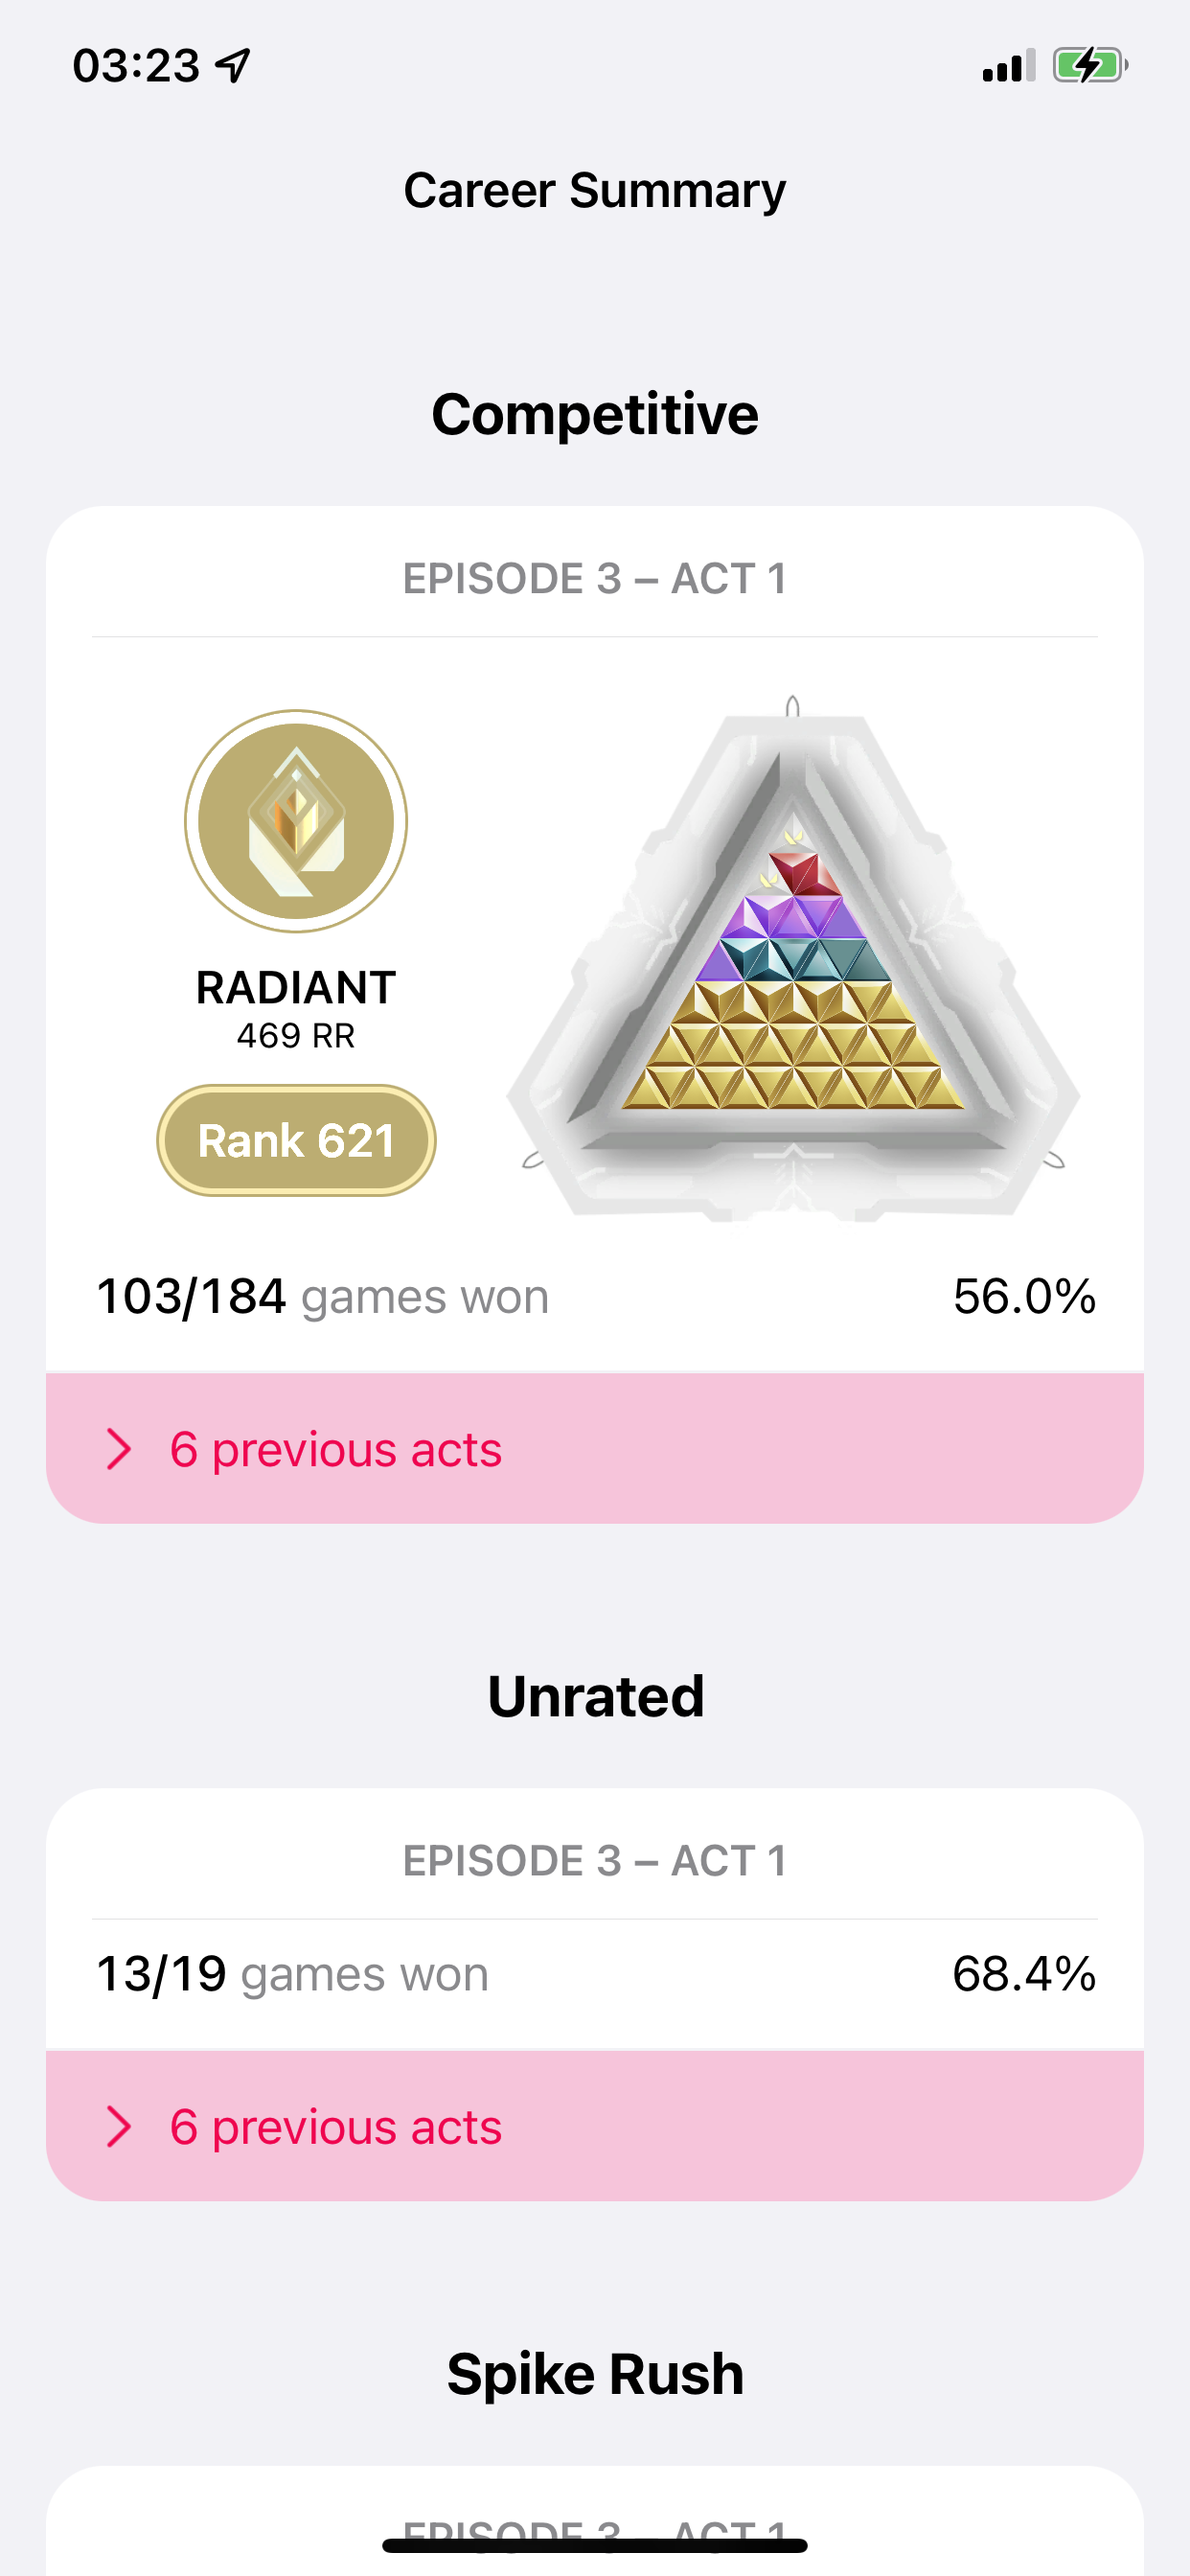 03:23
Career Summary
Competitive
EPISODE 3 – ACT 1
RADIANT
469 RR
Rank 621
103/184 games won 56.0%
6 previous acts
Unrated
EPISODE 3 – ACT 1
13/19 games won 68.4%
6 previous acts
Spike Rush
EPISODE 3 – ACT 1